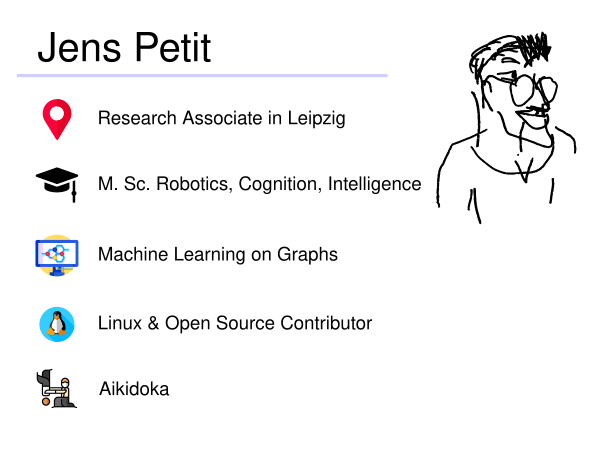 Jens Petit
Research Associate in Leipzig
M. Sc. Robotics, Cognition, Intelligence
Machine Learning on Graphs
Linux & Open Source Contributor
Aikidoka